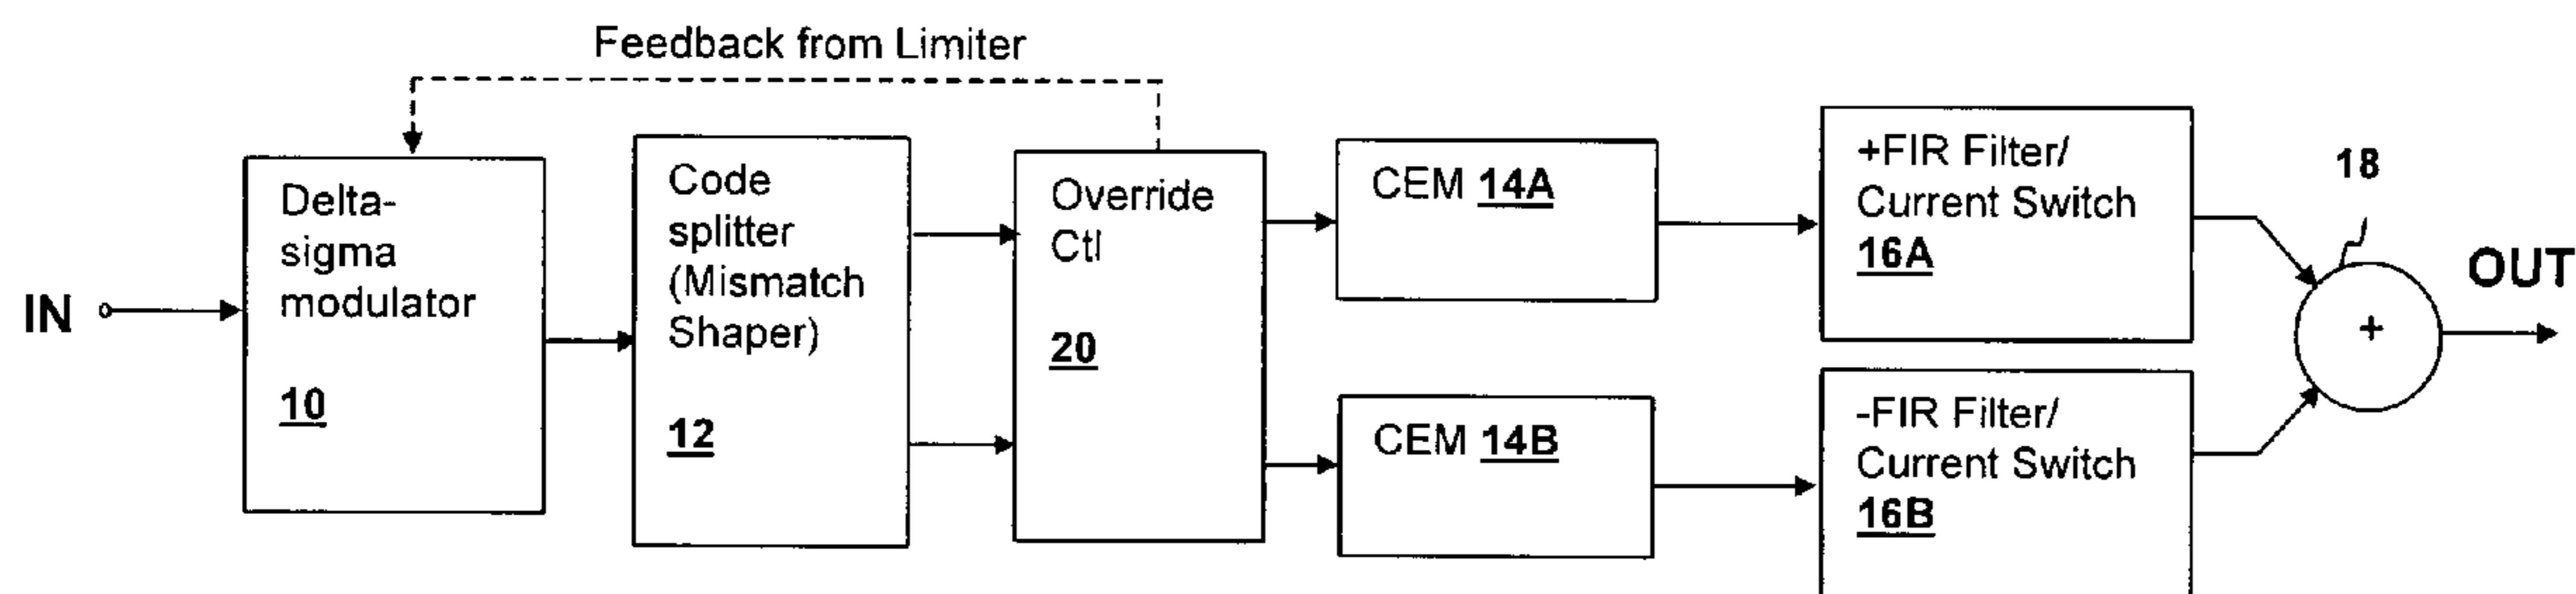 Feedback from Limiter
IN
Delta-
sigma
modulator
10
Code
splitter
(Mismatch
Shaper)
12
Override
Ctl
20
CEM 14A
CEM 14B
+FIR Filter/
Current Switch
16A
-FIR Filter/
Current Switch
16B
18
+
OUT